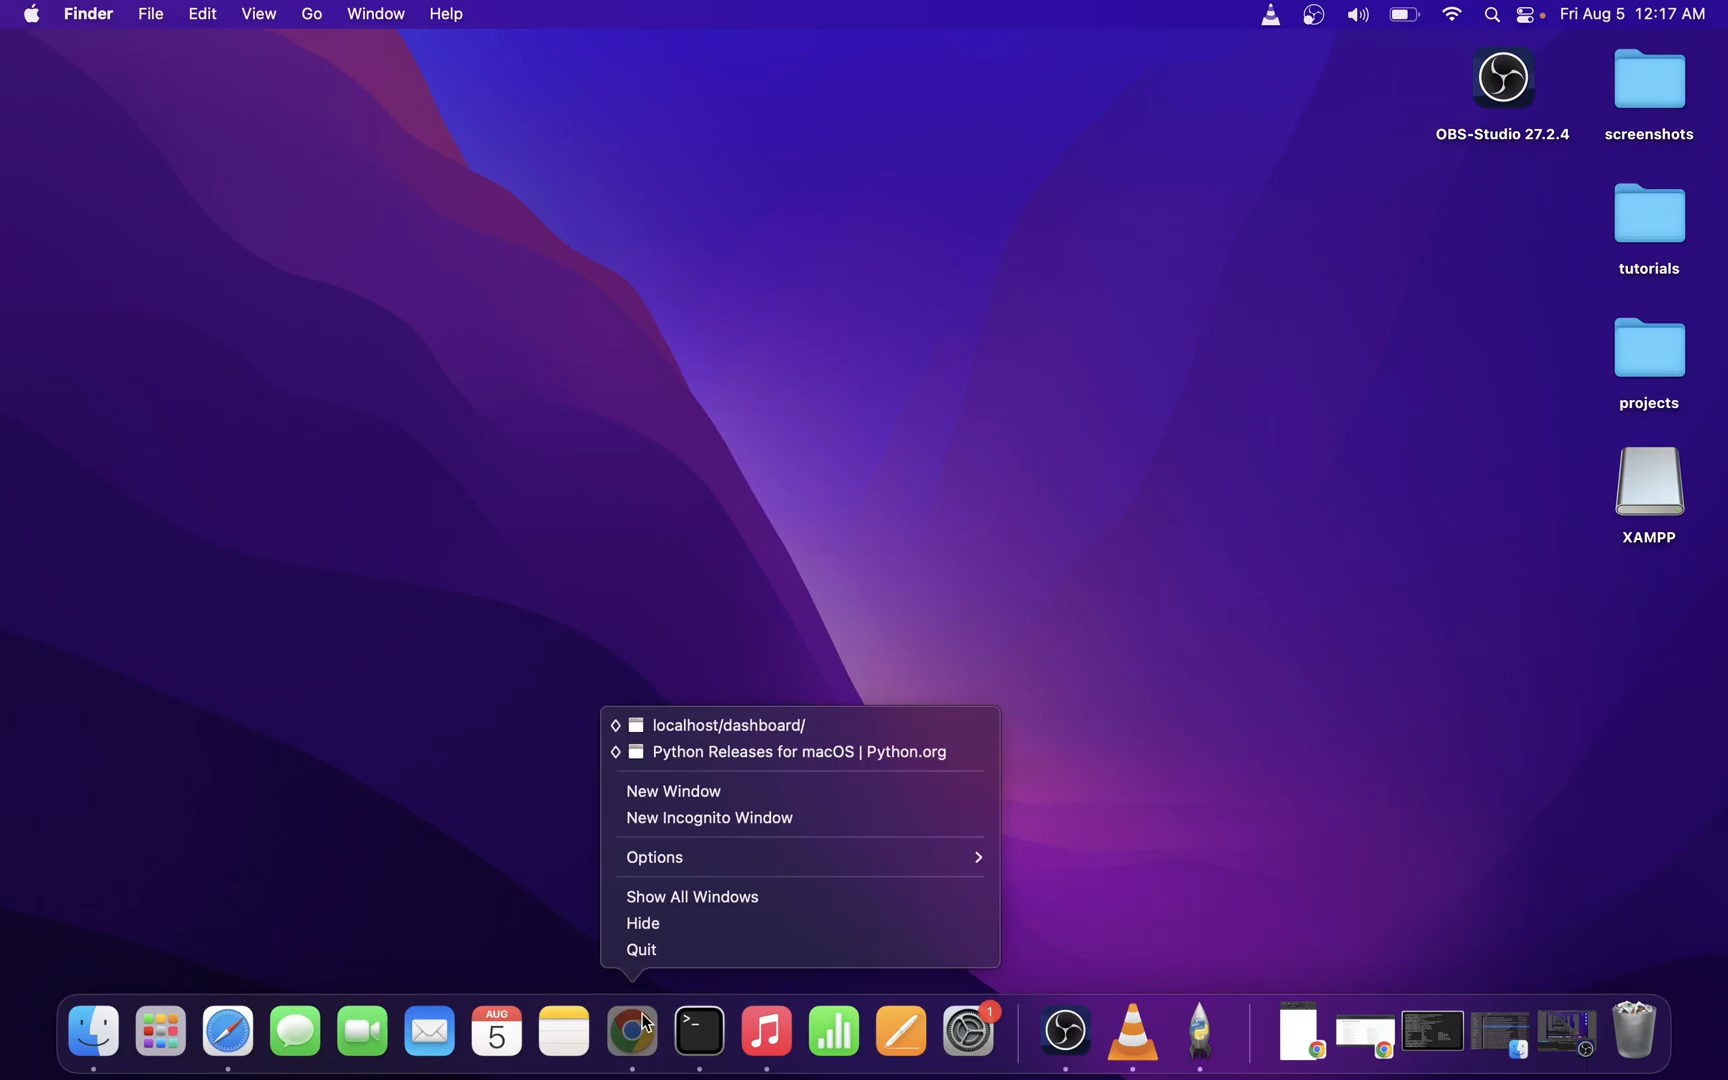 Finder File Edit View Go Window Help Fri Aug 5 12:17 AM
OBS-Studio 27.2.4
screenshots
tutorials
projects
XAMPP
localhost/dashboard/
Python Releases for macOS | Python.org
New Window
New Incognito Window
Options
Show All Windows
Hide
Quit
AUG
5
>_
1